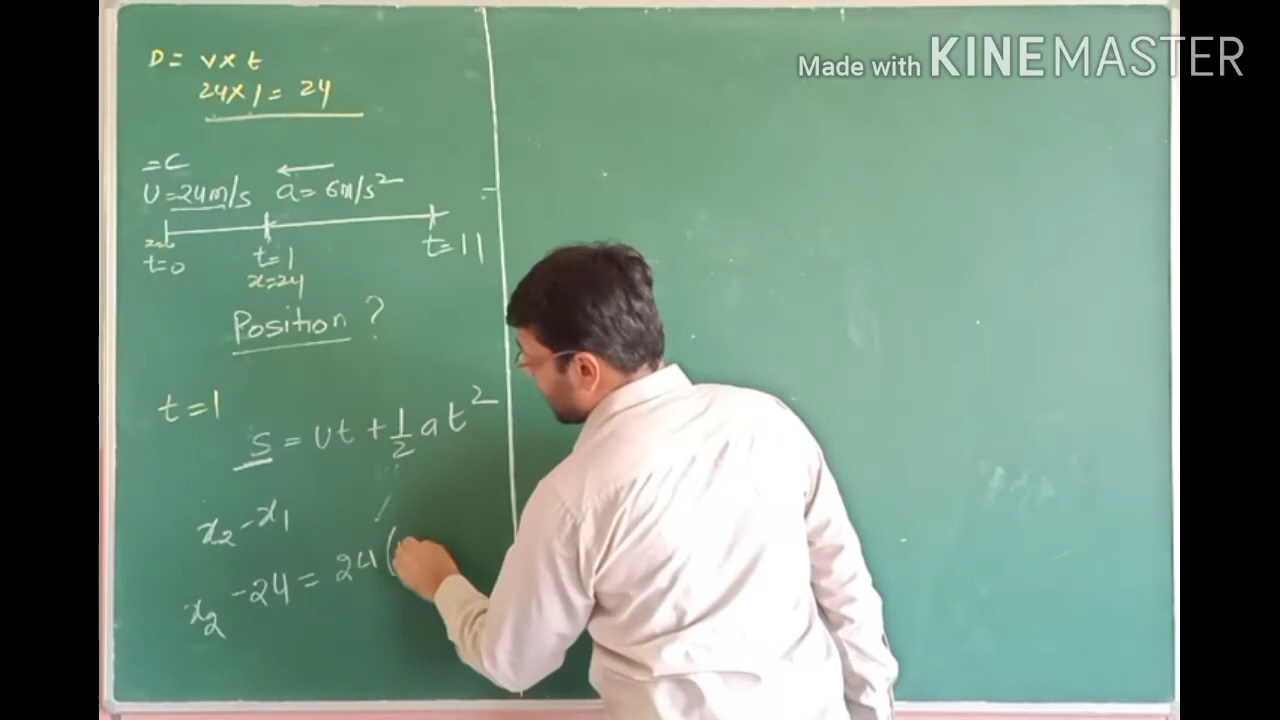 Made with KINEMASTER
D = v x t
24 x 1 = 24
= C
U = 24m/s a = 6m/s²
t=0
t=1
t=11
x=24
Position ?
t = 1
S = Ut + 1/2 at²
x₂ - x₁
x₂ - 24 = 24 (